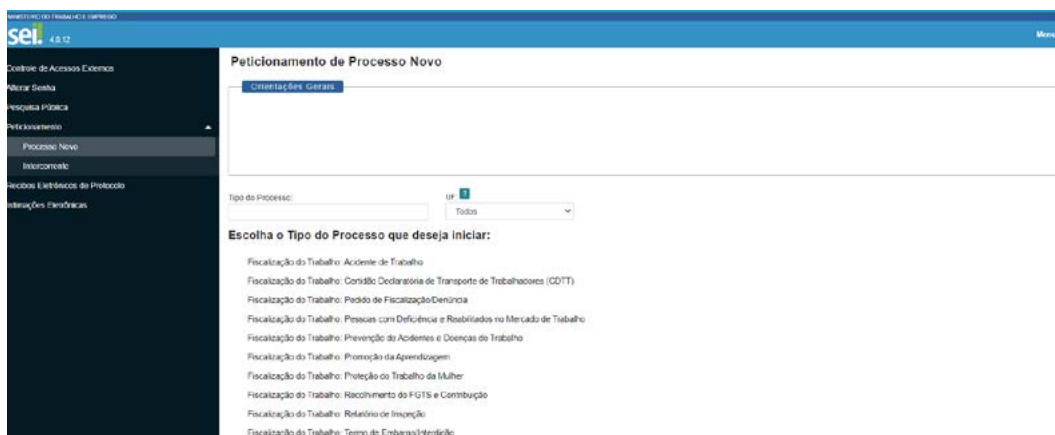 MINISTÉRIO DO TRABALHO E EMPREGO
sei. 4.0.12
Menu
Controle de Acessos Externos
Alterar Senha
Pesquisa Pública
Peticionamento
Processo Novo
Intercorrente
Recibos Eletrônicos de Protocolo
Intimações Eletrônicas
Peticionamento de Processo Novo
Orientações Gerais
Tipo do Processo:
UF: ?
Todos
Escolha o Tipo do Processo que deseja iniciar:
Fiscalização do Trabalho: Acidente de Trabalho
Fiscalização do Trabalho: Certidão Declaratória de Transporte de Trabalhadores (CDTT)
Fiscalização do Trabalho: Pedido de Fiscalização/Denúncia
Fiscalização do Trabalho: Pessoas com Deficiência e Reabilitados no Mercado de Trabalho
Fiscalização do Trabalho: Prevenção de Acidentes e Doenças do Trabalho
Fiscalização do Trabalho: Promoção da Aprendizagem
Fiscalização do Trabalho: Proteção do Trabalho da Mulher
Fiscalização do Trabalho: Recolhimento do FGTS e Contribuição
Fiscalização do Trabalho: Relatório de Inspeção
Fiscalização do Trabalho: Termo de Embargo/Interdição